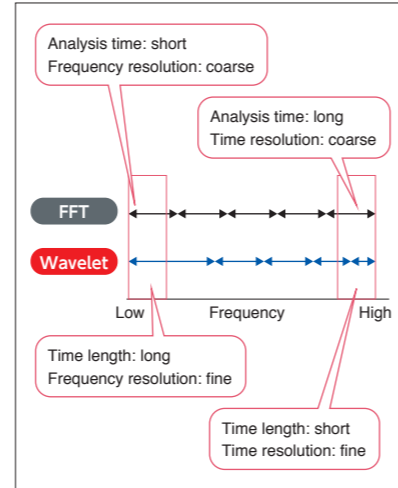 Analysis time: short
Frequency resolution: coarse
Analysis time: long
Time resolution: coarse
FFT
Wavelet
Low
Frequency
High
Time length: long
Frequency resolution: fine
Time length: short
Time resolution: fine